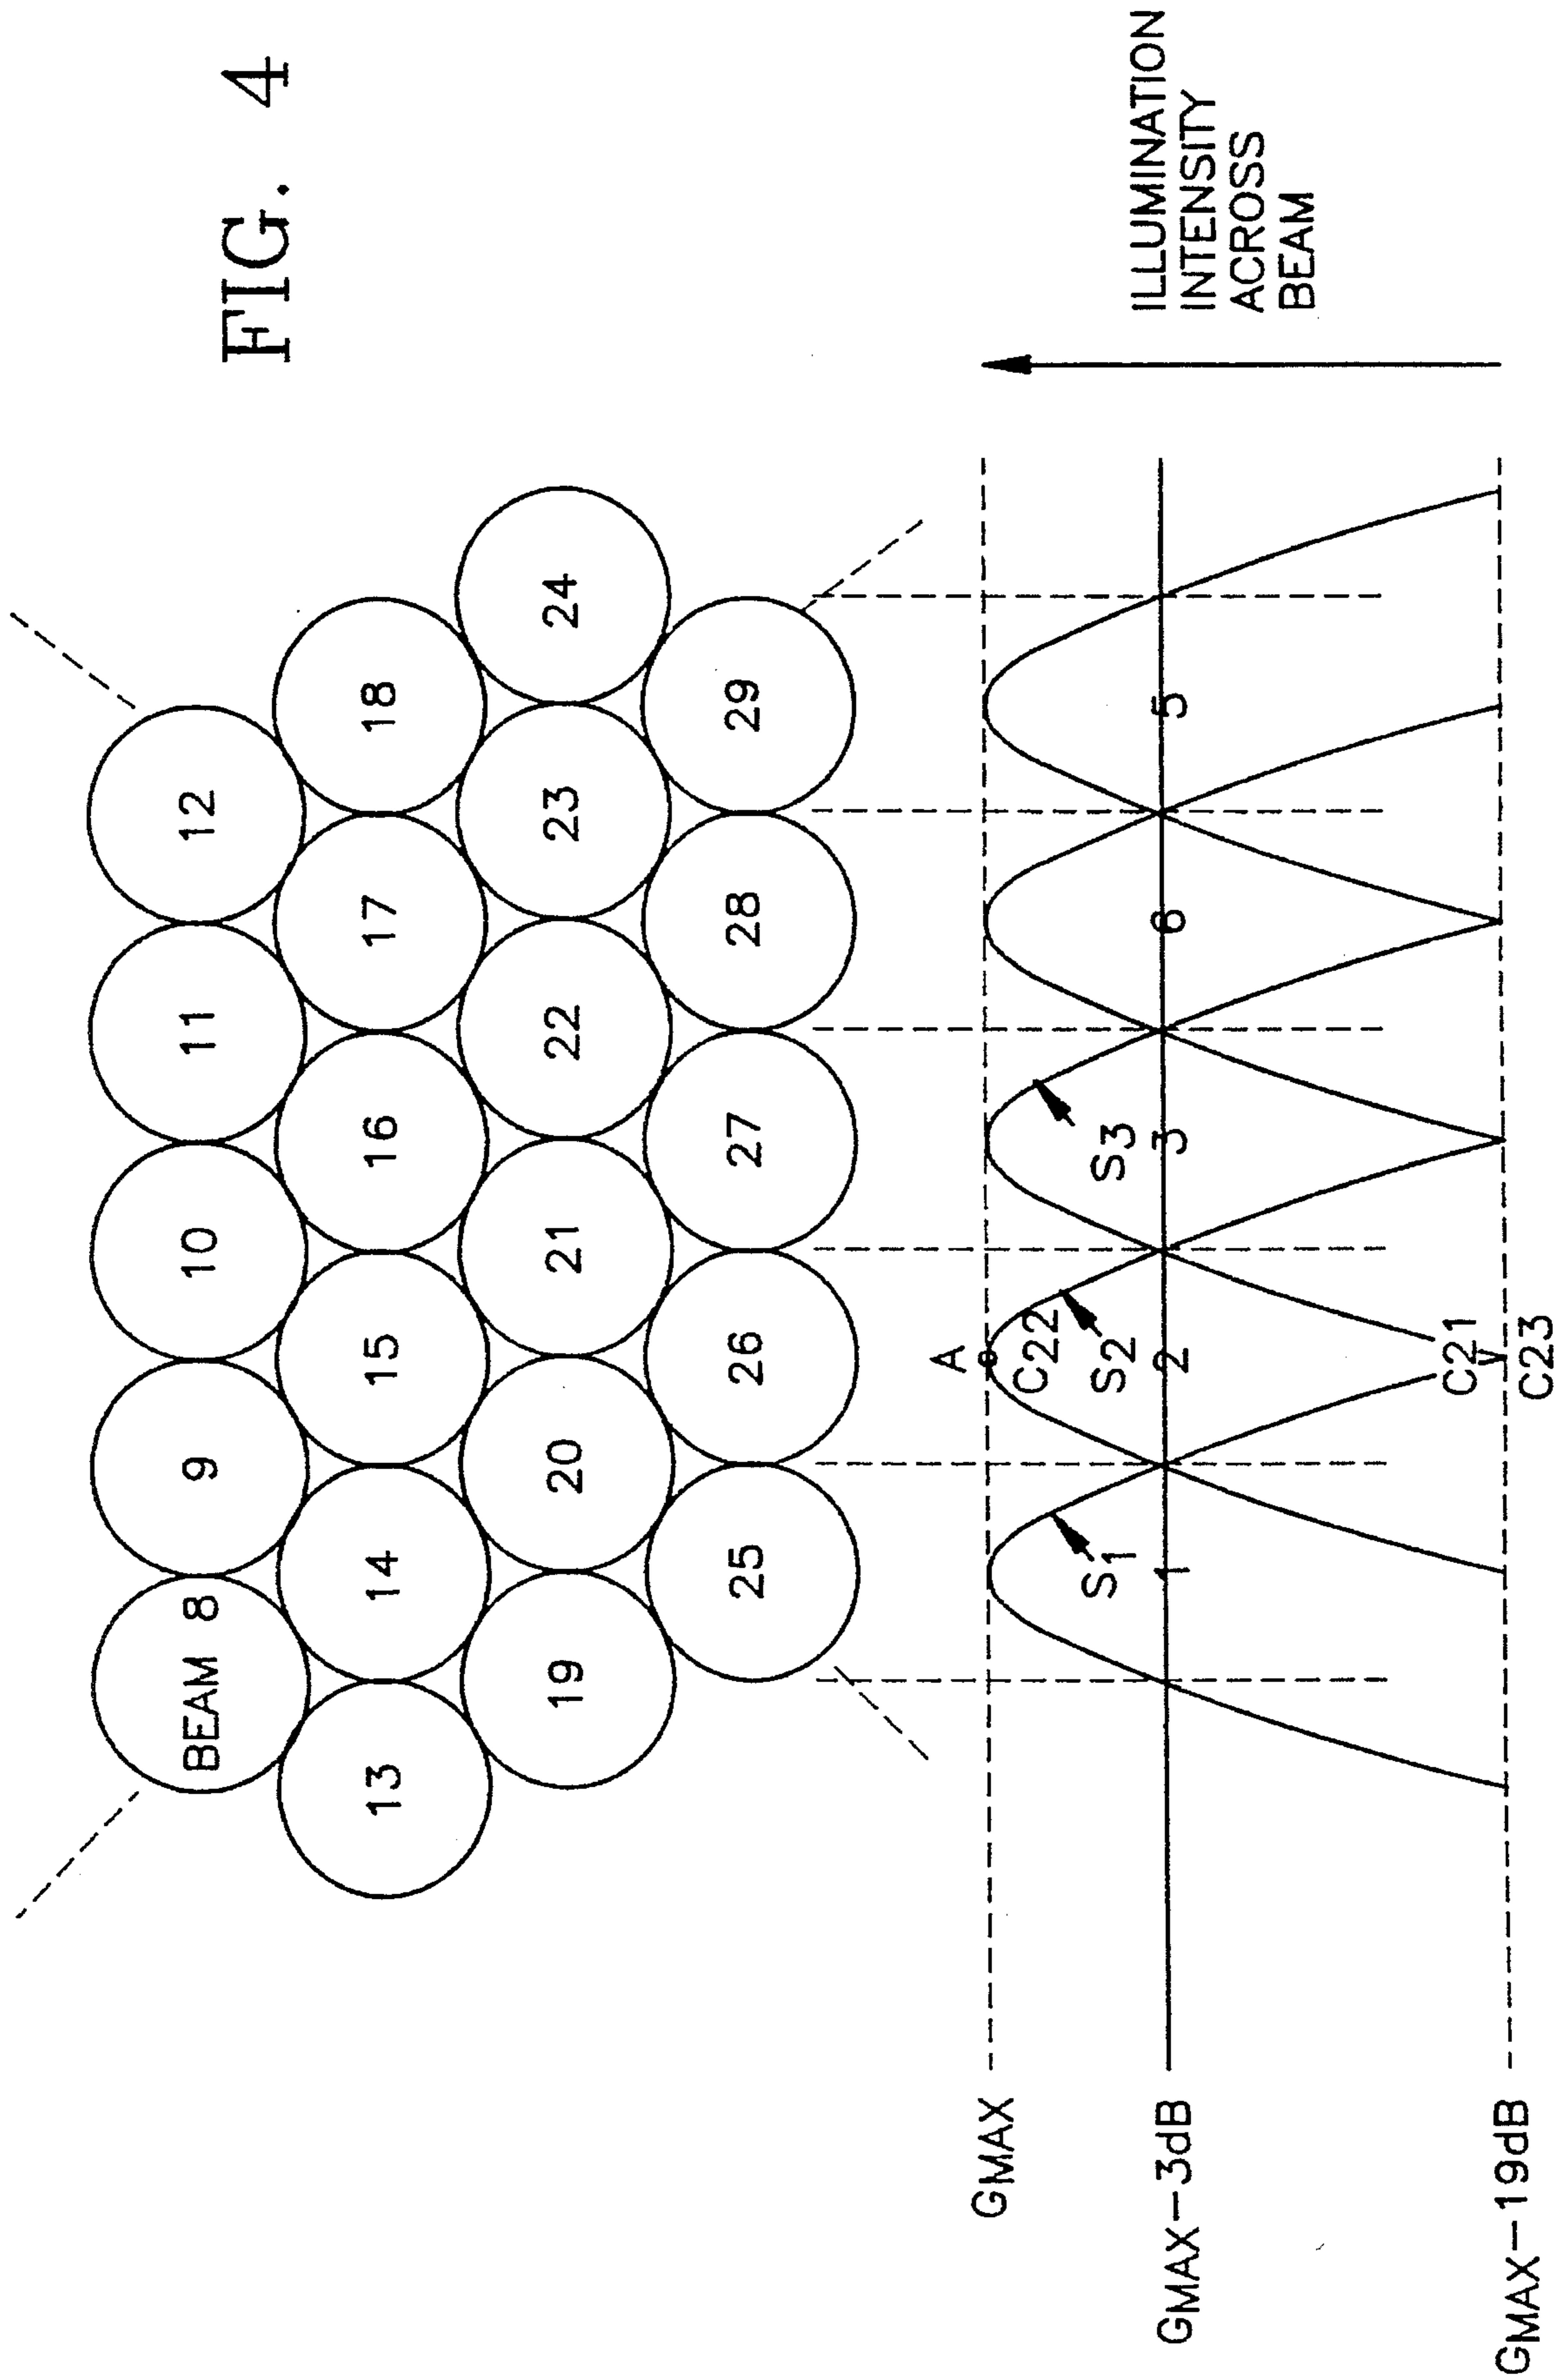 FIG. 4
BEAM 8
9
10
11
12
13
14
15
16
17
18
19
20
21
22
23
24
25
26
27
28
29
A
GMAX
C22
S1
S2
S3
GMAX-3dB
1
2
3
6
5
C21
GMAX-19dB
C23
ILLUMINATION
INTENSITY
ACROSS
BEAM